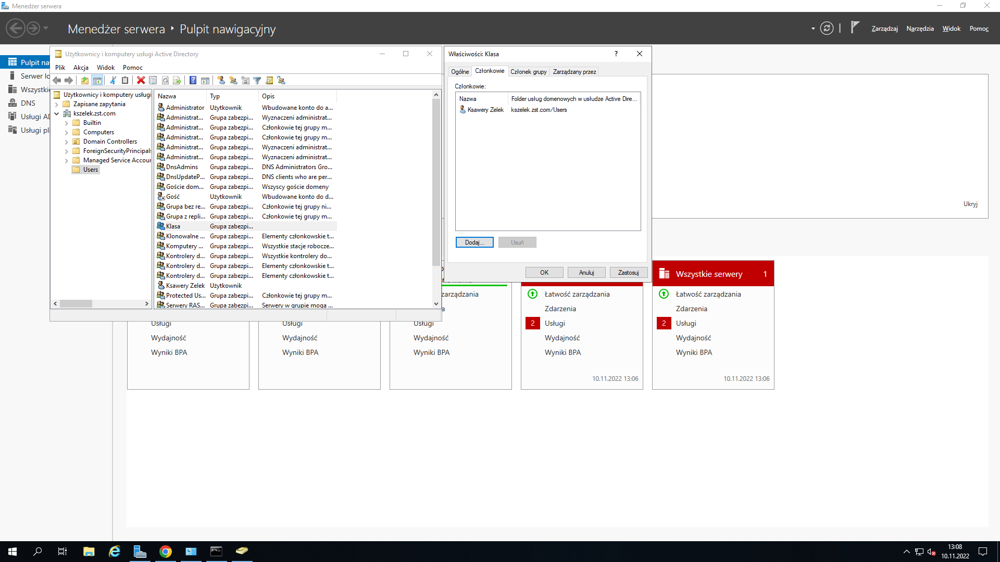 Menedżer serwera
Menedżer serwera ‣ Pulpit nawigacyjny
Zarządzaj Narzędzia Widok Pomoc
Pulpit na
Serwer lo
Wszystkie
DNS
Usługi AD
Usługi pli
Użytkownicy i komputery usługi Active Directory
Plik Akcja Widok Pomoc
Użytkownicy i komputery usługi
Zapisane zapytania
kszelek.zst.com
Builtin
Computers
Domain Controllers
ForeignSecurityPrincipals
Managed Service Accour
Users
Nazwa Typ Opis
Administrator Użytkownik Wbudowane konto do a...
Administrat... Grupa zabezpi... Wyznaczeni administrat...
Administrat... Grupa zabezpi... Członkowie tej grupy m...
Administrat... Grupa zabezpi... Członkowie tej grupy m...
Administrat... Grupa zabezpi... Wyznaczeni administrat...
Administrat... Grupa zabezpi... Wyznaczeni administrat...
DnsAdmins Grupa zabezpi... DNS Administrators Gro...
DnsUpdateP... Grupa zabezpi... DNS clients who are per...
Goście dom... Grupa zabezpi... Wszyscy goście domeny
Gość Użytkownik Wbudowane konto do d...
Grupa bez re... Grupa zabezpi... Członkowie tej grupy ni...
Grupa z repli... Grupa zabezpi... Członkowie tej grupy m...
Klasa Grupa zabezpi...
Klonowalne ... Grupa zabezpi... Elementy członkowskie t...
Komputery ... Grupa zabezpi... Wszystkie stacje robocze...
Kontrolery d... Grupa zabezpi... Wszystkie kontrolery do...
Kontrolery d... Grupa zabezpi... Elementy członkowskie t...
Kontrolery d... Grupa zabezpi... Elementy członkowskie t...
Ksawery Zelek Użytkownik
Protected Us... Grupa zabezpi... Członkowie tej grupy m...
Serwery RAS... Grupa zabezpi... Serwery w grupie mogą ...
Właściwości: Klasa ?
Ogólne Członkowie Członek grupy Zarządzany przez
Członkowie:
Nazwa Folder usług domenowych w usłudze Active Dire...
Ksawery Zelek kszelek.zst.com/Users
Dodaj... Usuń
OK Anuluj Zastosuj
Ukryj
Usługi
Wydajność
Wyniki BPA
Usługi
Wydajność
Wyniki BPA
zarządzania
a
Usługi
Wydajność
Wyniki BPA
Łatwość zarządzania
Zdarzenia
2 Usługi
Wydajność
Wyniki BPA
10.11.2022 13:06
Wszystkie serwery 1
Łatwość zarządzania
Zdarzenia
2 Usługi
Wydajność
Wyniki BPA
10.11.2022 13:06
13:08
10.11.2022